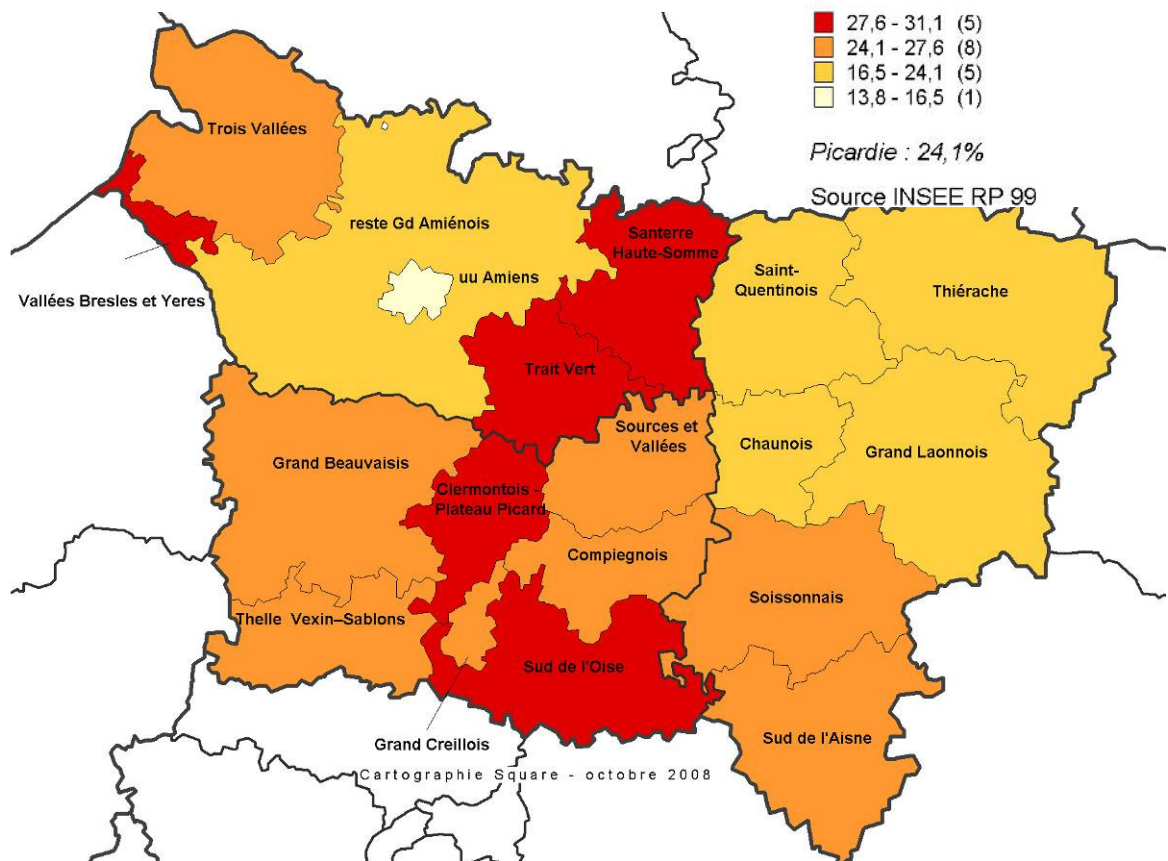 27,6 - 31,1 (5)
24,1 - 27,6 (8)
16,5 - 24,1 (5)
13,8 - 16,5 (1)
Picardie : 24,1%
Source INSEE RP 99
Trois Vallées
reste Gd Amiénois
Santerre
Haute-Somme
uu Amiens
Saint-
Quentinois
Thiérache
Vallées Bresles et Yeres
Trait Vert
Sources et
Vallées
Chaunois
Grand Laonnois
Grand Beauvaisis
Clermontois -
Plateau Picard
Compiegnois
Soissonnais
Thelle Vexin–Sablons
Sud de l'Oise
Sud de l'Aisne
Grand Creillois
Cartographie Square - octobre 2008